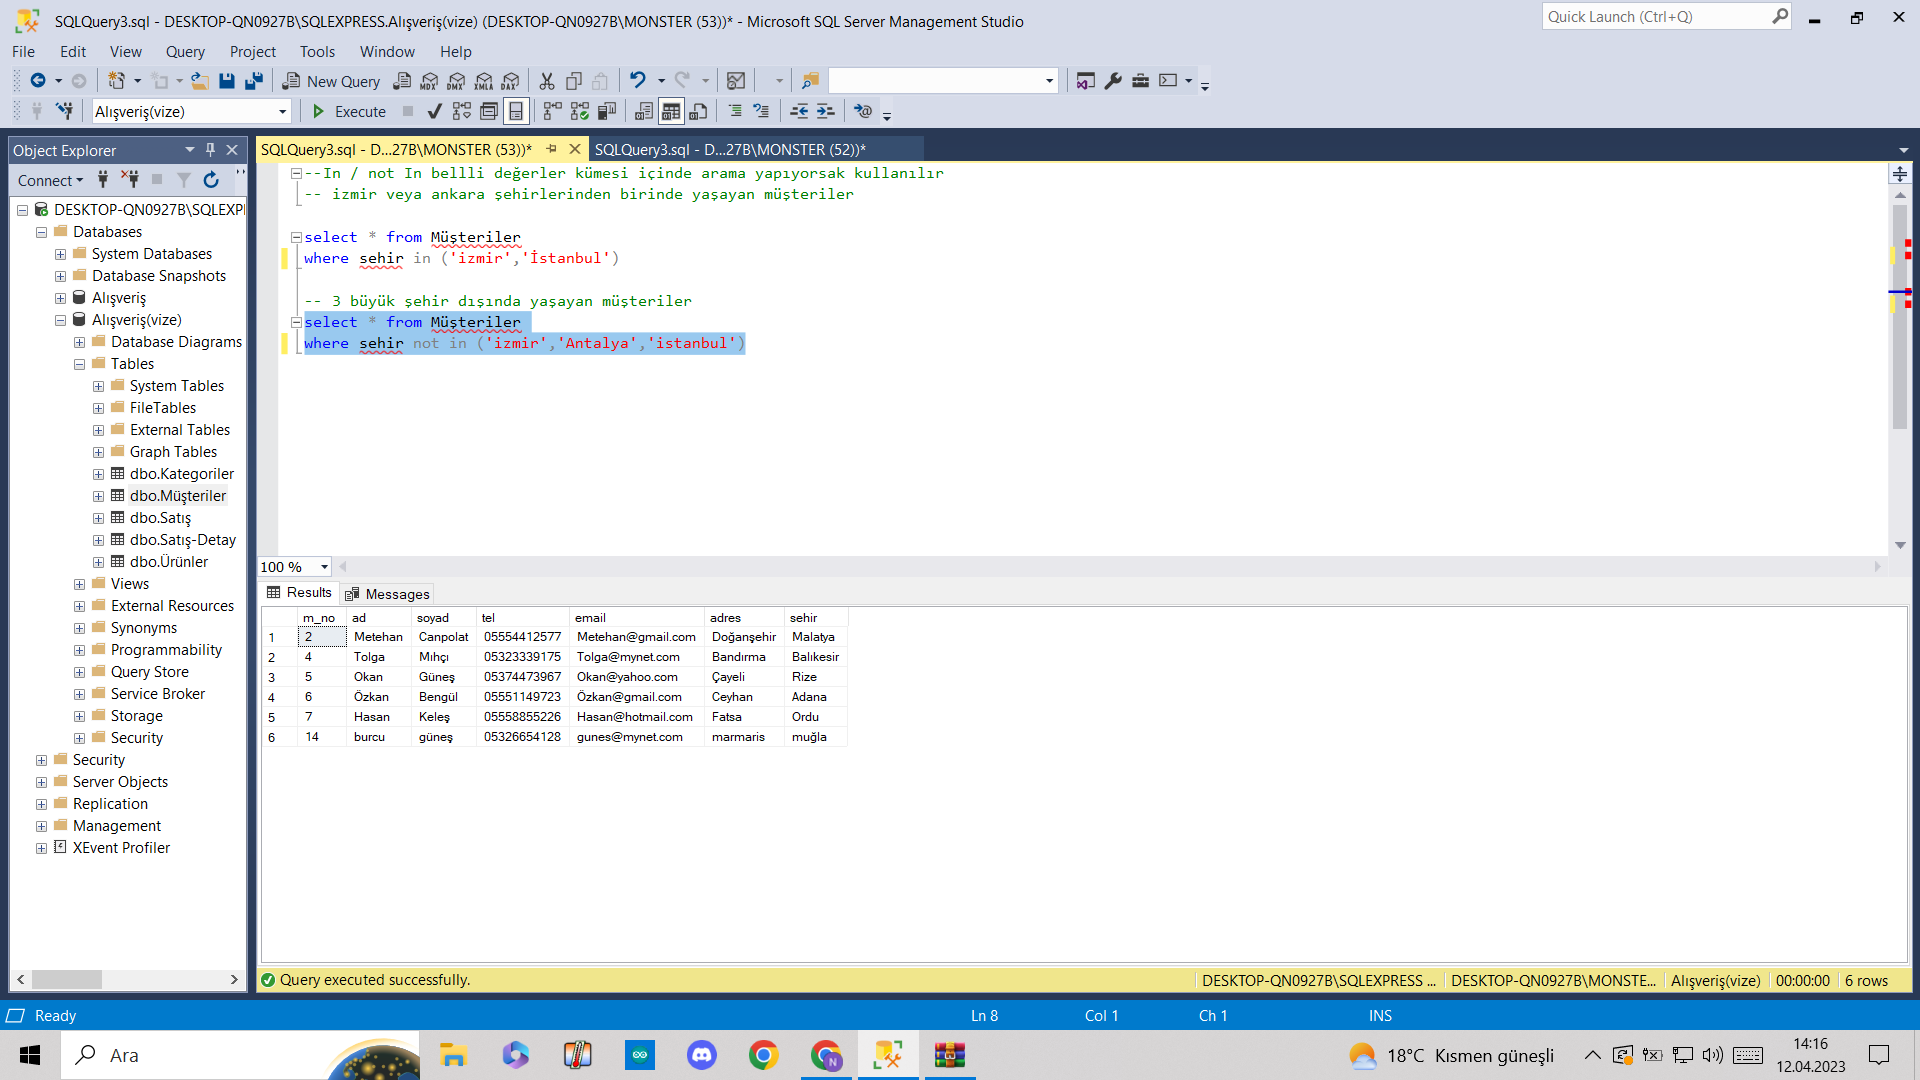 SQLQuery3.sql - DESKTOP-QN0927B\SQLEXPRESS.Alışveriş(vize) (DESKTOP-QN0927B\MONSTER (53))* - Microsoft SQL Server Management Studio
Quick Launch (Ctrl+Q)
File Edit View Query Project Tools Window Help
New Query
MDX DMX XMLA DAX
Alışveriş(vize)
Execute
Object Explorer
SQLQuery3.sql - D...27B\MONSTER (53))*
SQLQuery3.sql - D...27B\MONSTER (52))*
Connect
DESKTOP-QN0927B\SQLEXPI
Databases
System Databases
Database Snapshots
Alışveriş
Alışveriş(vize)
Database Diagrams
Tables
System Tables
FileTables
External Tables
Graph Tables
dbo.Kategoriler
dbo.Müşteriler
dbo.Satış
dbo.Satış-Detay
dbo.Ürünler
Views
External Resources
Synonyms
Programmability
Query Store
Service Broker
Storage
Security
Security
Server Objects
Replication
Management
XEvent Profiler
--In / not In bellli değerler kümesi içinde arama yapıyorsak kullanılır
-- izmir veya ankara şehirlerinden birinde yaşayan müşteriler
select * from Müşteriler
where sehir in ('izmir','İstanbul')
-- 3 büyük şehir dışında yaşayan müşteriler
select * from Müşteriler
where sehir not in ('izmir','Antalya','istanbul')
100 %
Results Messages
m_no ad soyad tel email adres sehir
1 2 Metehan Canpolat 05554412577 Metehan@gmail.com Doğanşehir Malatya
2 4 Tolga Mıhçı 05323339175 Tolga@mynet.com Bandırma Balıkesir
3 5 Okan Güneş 05374473967 Okan@yahoo.com Çayeli Rize
4 6 Özkan Bengül 05551149723 Özkan@gmail.com Ceyhan Adana
5 7 Hasan Keleş 05558855226 Hasan@hotmail.com Fatsa Ordu
6 14 burcu güneş 05326654128 gunes@mynet.com marmaris muğla
Query executed successfully.
DESKTOP-QN0927B\SQLEXPRESS ...
DESKTOP-QN0927B\MONSTE...
Alışveriş(vize)
00:00:00
6 rows
Ready
Ln 8
Col 1
Ch 1
INS
Ara
N
18°C Kısmen güneşli
14:16
12.04.2023